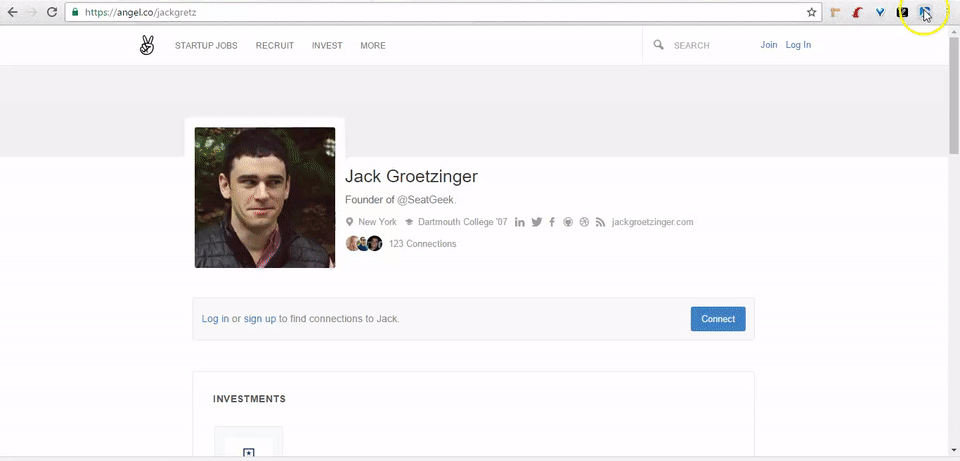 https://angel.co/jackgretz
STARTUP JOBS RECRUIT INVEST MORE SEARCH Join Log In
Jack Groetzinger
Founder of @SeatGeek.
New York Dartmouth College '07 jackgroetzinger.com
123 Connections
Log in or sign up to find connections to Jack. Connect
INVESTMENTS